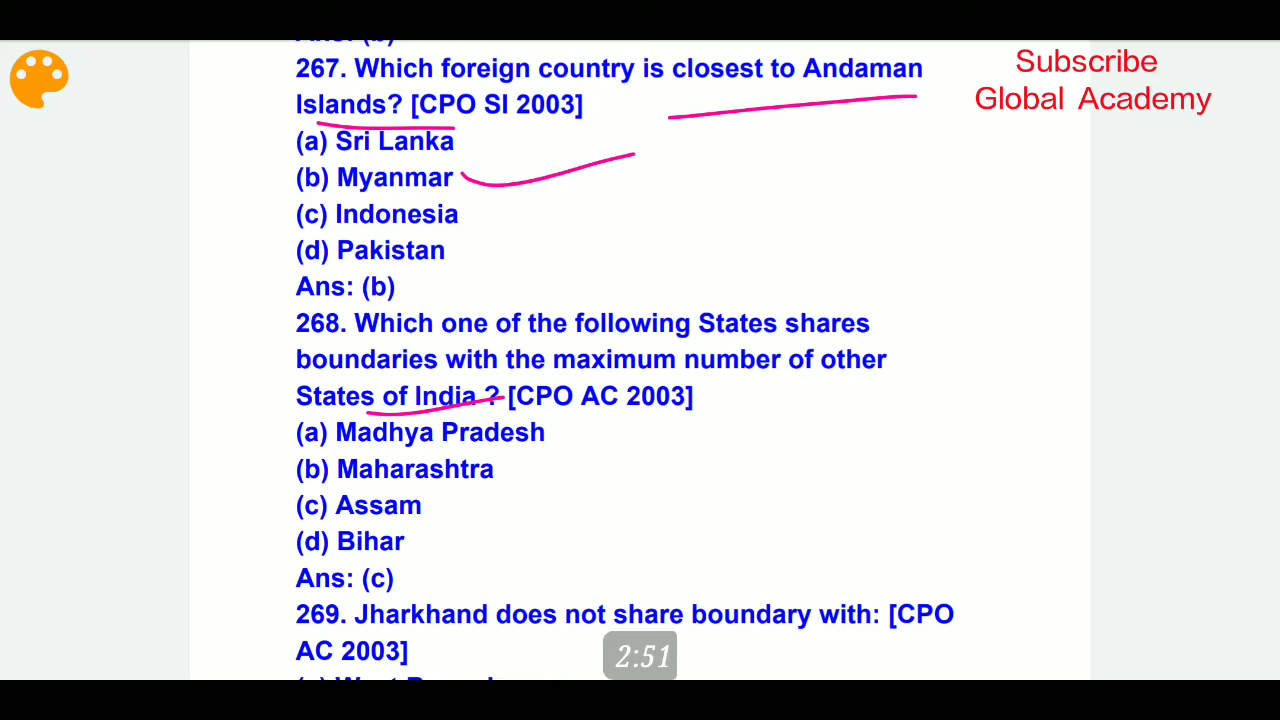 267. Which foreign country is closest to Andaman
Islands? [CPO SI 2003]
(a) Sri Lanka
(b) Myanmar
(c) Indonesia
(d) Pakistan
Ans: (b)
268. Which one of the following States shares
boundaries with the maximum number of other
States of India ? [CPO AC 2003]
(a) Madhya Pradesh
(b) Maharashtra
(c) Assam
(d) Bihar
Ans: (c)
269. Jharkhand does not share boundary with: [CPO
AC 2003]
Subscribe
Global Academy
2:51